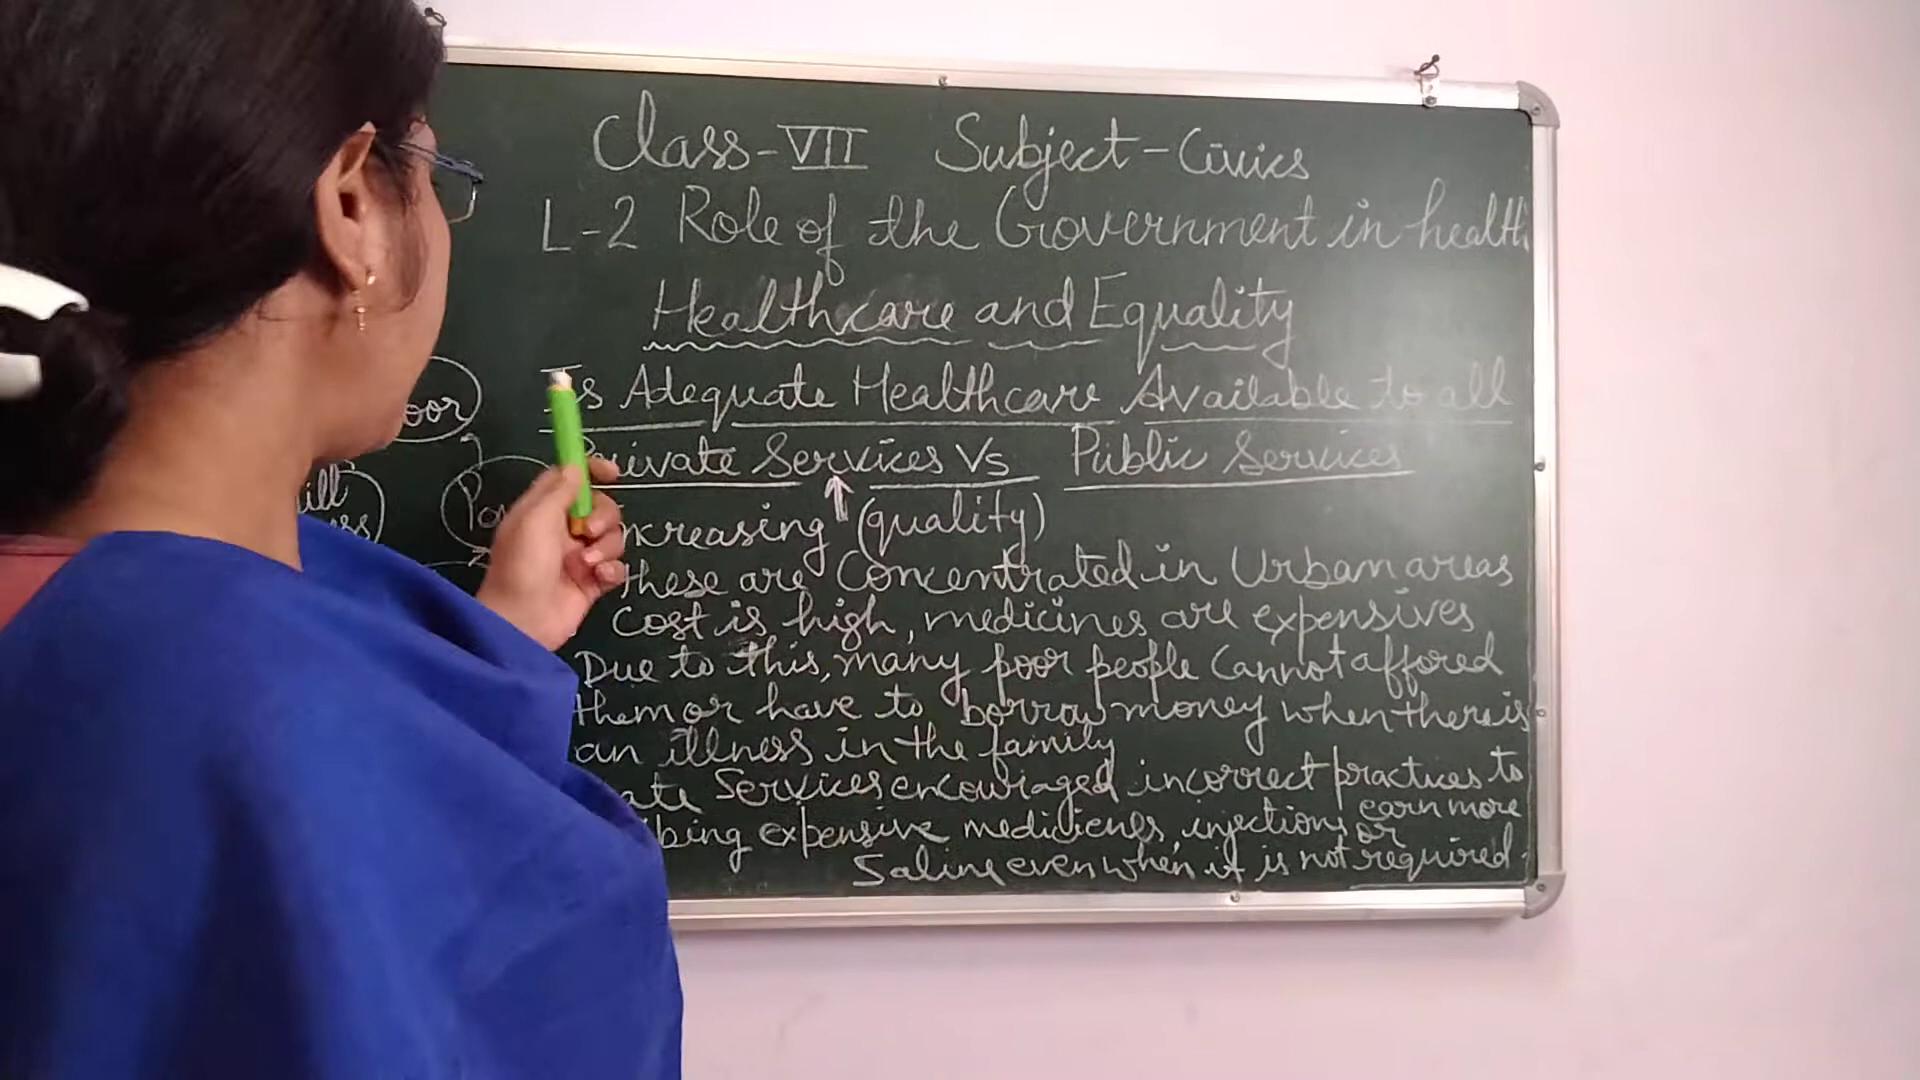 Class-VII Subject-Civics
L-2 Role of the Government in health
Healthcare and Equality
Is Adequate Healthcare Available to all
Private Services Vs Public Services
increasing (quality)
these are Concentrated in Urban areas
Cost is high, medicines are expensives
Due to this, many poor people Cannot affored
them or have to borrow money when there is
an illness in the family
Services encouraged incorrect practices to
earn more
expensive medicienes, injections or
Saline even when it is not required.